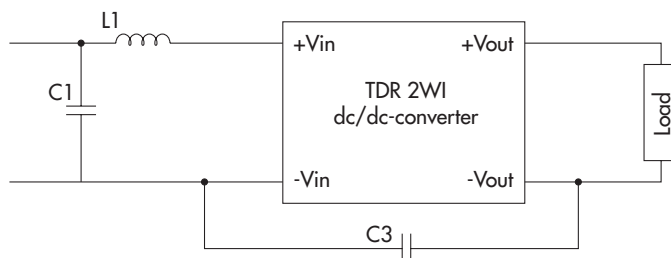 L1
+Vin
+Vout
C1
TDR 2WI
dc/dc-converter
Load
-Vin
-Vout
C3